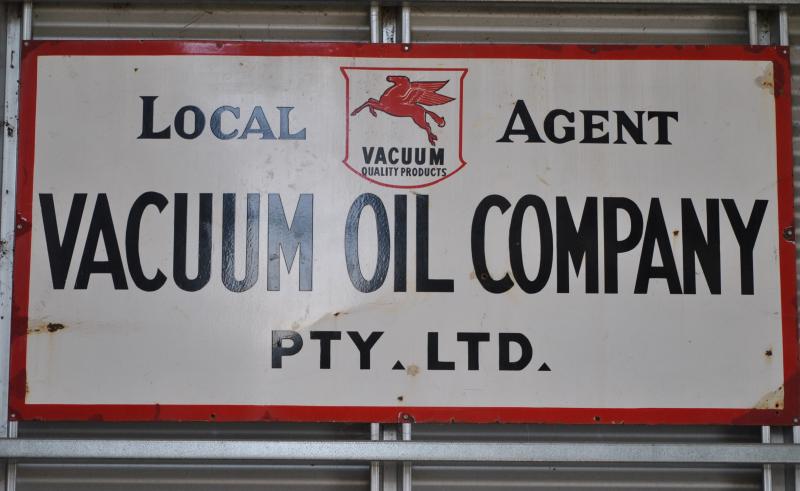 LOCAL AGENT
VACUUM
QUALITY PRODUCTS
VACUUM OIL COMPANY
PTY. LTD.